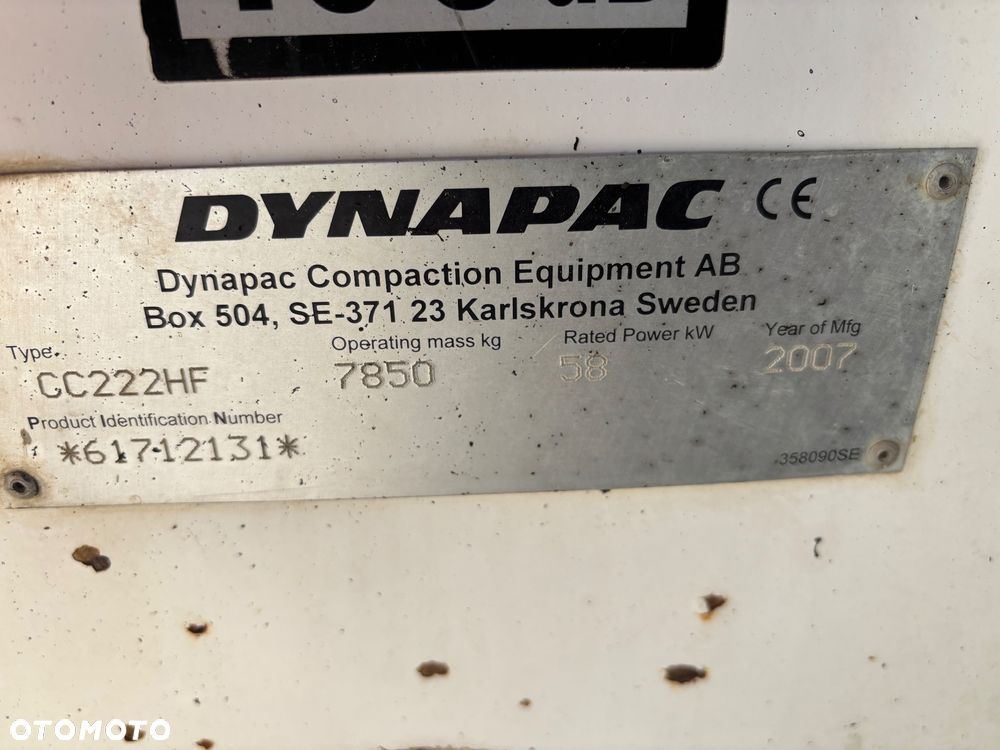 DYNAPAC CE
Dynapac Compaction Equipment AB
Box 504, SE-371 23 Karlskrona Sweden
Type Operating mass kg Rated Power kW Year of Mfg
CC222HF 7850 58 2007
Product Identification Number
*61712131*
358090SE
OTOMOTO